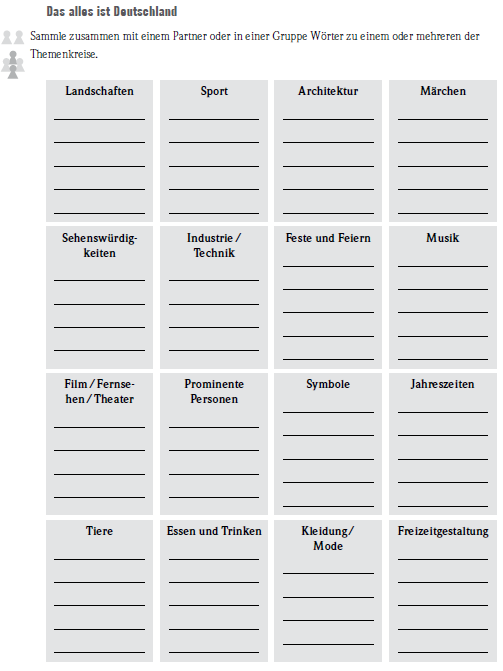 Das alles ist Deutschland
Sammle zusammen mit einem Partner oder in einer Gruppe Wörter zu einem oder mehreren der
Themenkreise.
Landschaften
Sport
Architektur
Märchen
Sehenswürdig-
keiten
Industrie /
Technik
Feste und Feiern
Musik
Film / Fernse-
hen / Theater
Prominente
Personen
Symbole
Jahreszeiten
Tiere
Essen und Trinken
Kleidung /
Mode
Freizeitgestaltung